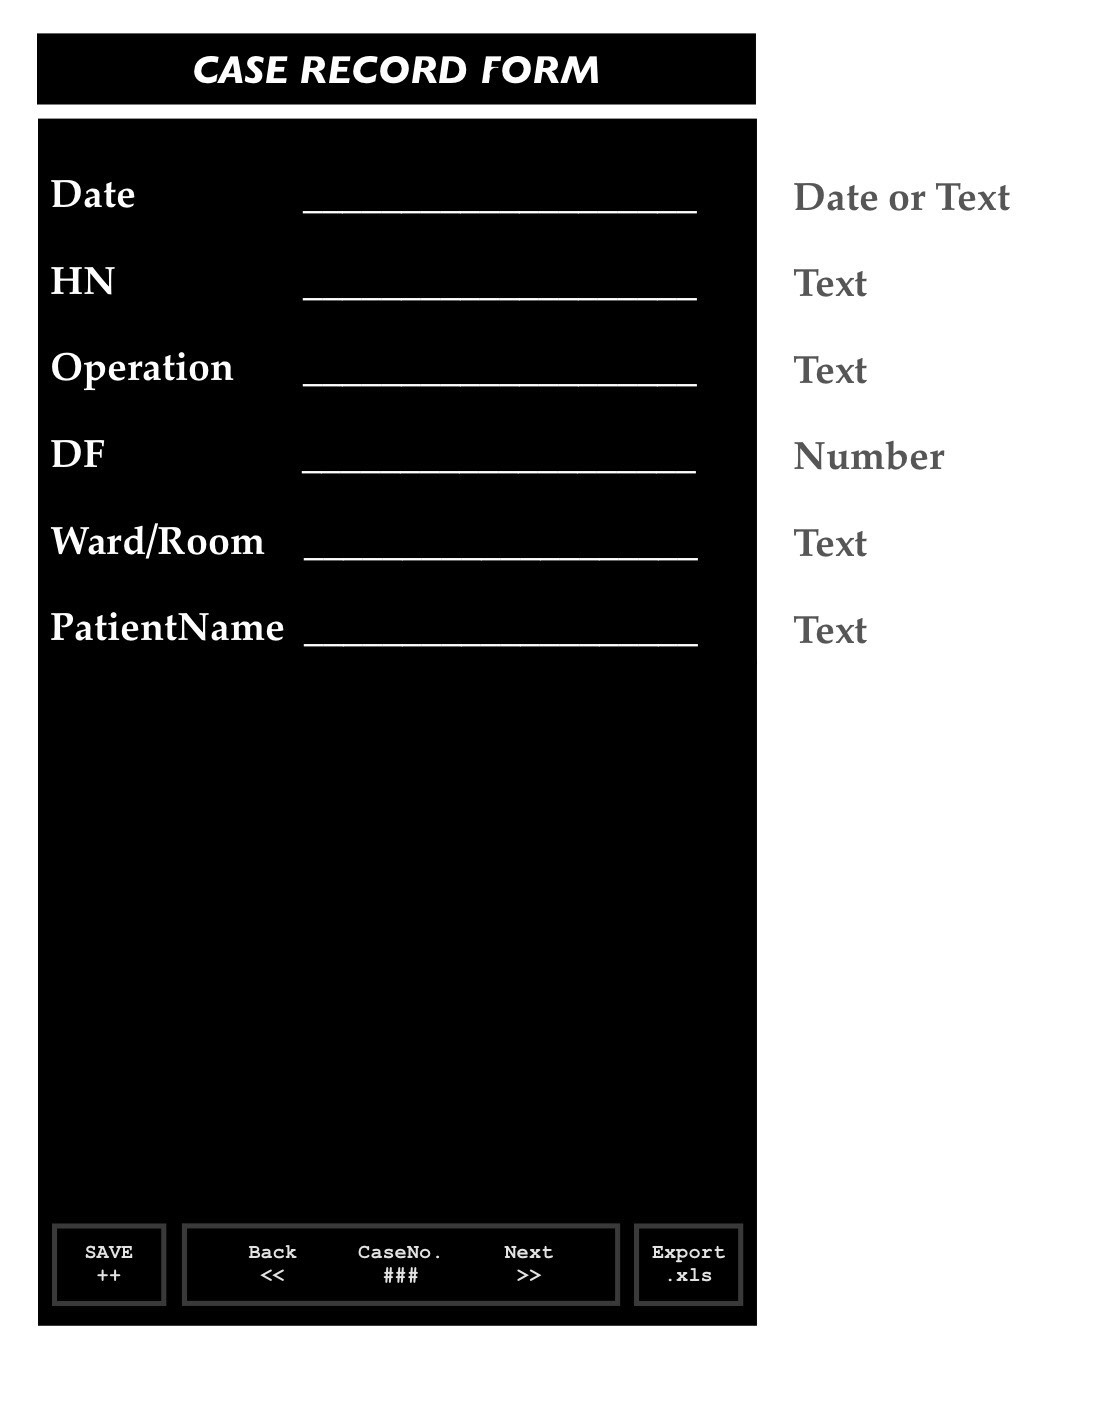 CASE RECORD FORM
Date ____________________ Date or Text
HN ____________________ Text
Operation ____________________ Text
DF ____________________ Number
Ward/Room ____________________ Text
PatientName ____________________ Text
SAVE Back CaseNo. Next Export
++ << ### >> .xls